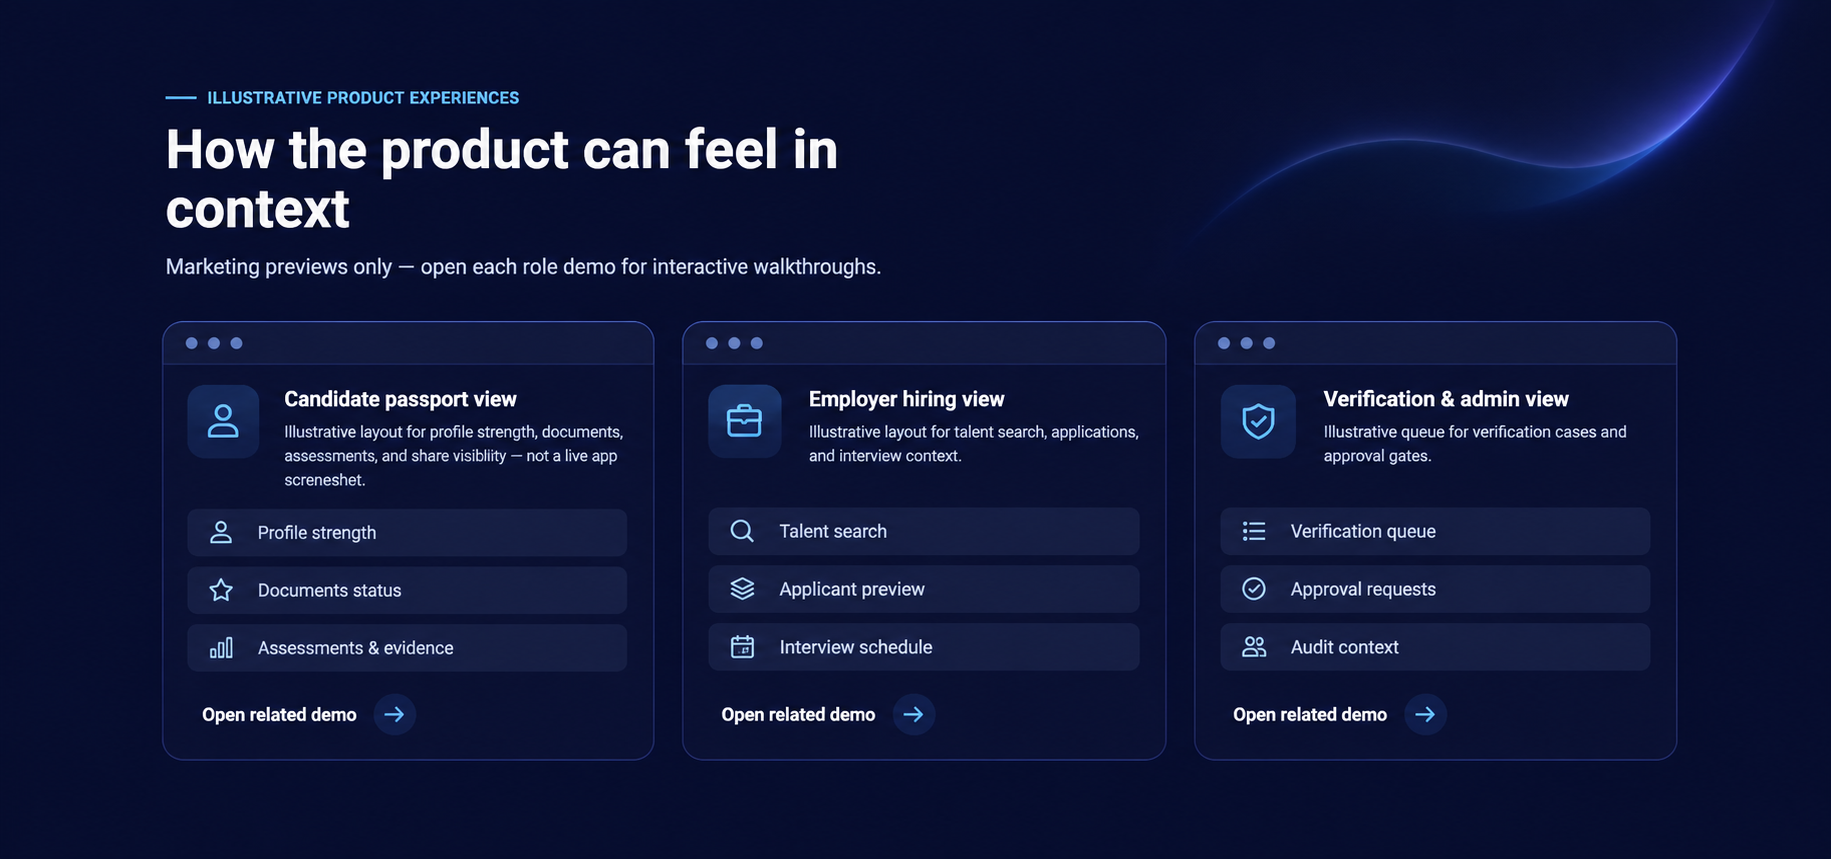 ILLUSTRATIVE PRODUCT EXPERIENCES
How the product can feel in
context
Marketing previews only — open each role demo for interactive walkthroughs.
Candidate passport view
Illustrative layout for profile strength, documents,
assessments, and share visibliity — not a live app
screneshet.
Profile strength
Documents status
Assessments & evidence
Open related demo
Employer hiring view
Illustrative layout for talent search, applications,
and interview context.
Talent search
Applicant preview
Interview schedule
Open related demo
Verification & admin view
Illustrative queue for verification cases and
approval gates.
Verification queue
Approval requests
Audit context
Open related demo